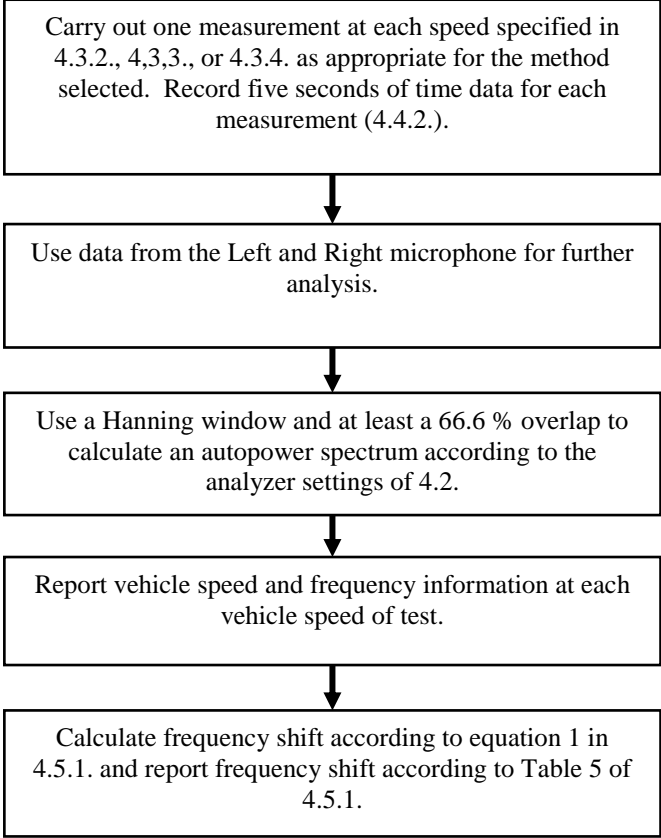 Carry out one measurement at each speed specified in
4.3.2., 4,3,3., or 4.3.4. as appropriate for the method
selected.  Record five seconds of time data for each
measurement (4.4.2.).
Use data from the Left and Right microphone for further
analysis.
Use a Hanning window and at least a 66.6 % overlap to
calculate an autopower spectrum according to the
analyzer settings of 4.2.
Report vehicle speed and frequency information at each
vehicle speed of test.
Calculate frequency shift according to equation 1 in
4.5.1. and report frequency shift according to Table 5 of
4.5.1.